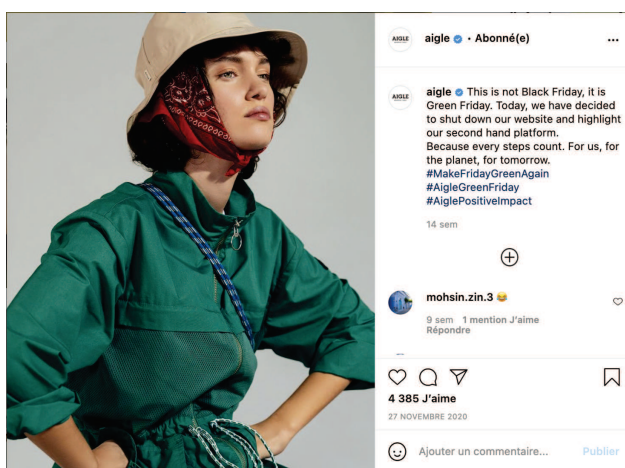 AIGLE
aigle • Abonné(e)
...
AIGLE
aigle This is not Black Friday, it is
Green Friday. Today, we have decided
to shut down our website and highlight
our second hand platform.
Because every steps count. For us, for
the planet, for tomorrow.
#MakeFridayGreenAgain
#AigleGreenFriday
#AiglePositiveImpact
14 sem
mohsin.zin.3 😂
9 sem 1 mention J'aime
Répondre
4 385 J'aime
27 NOVEMBRE 2020
Ajouter un commentaire... Publier